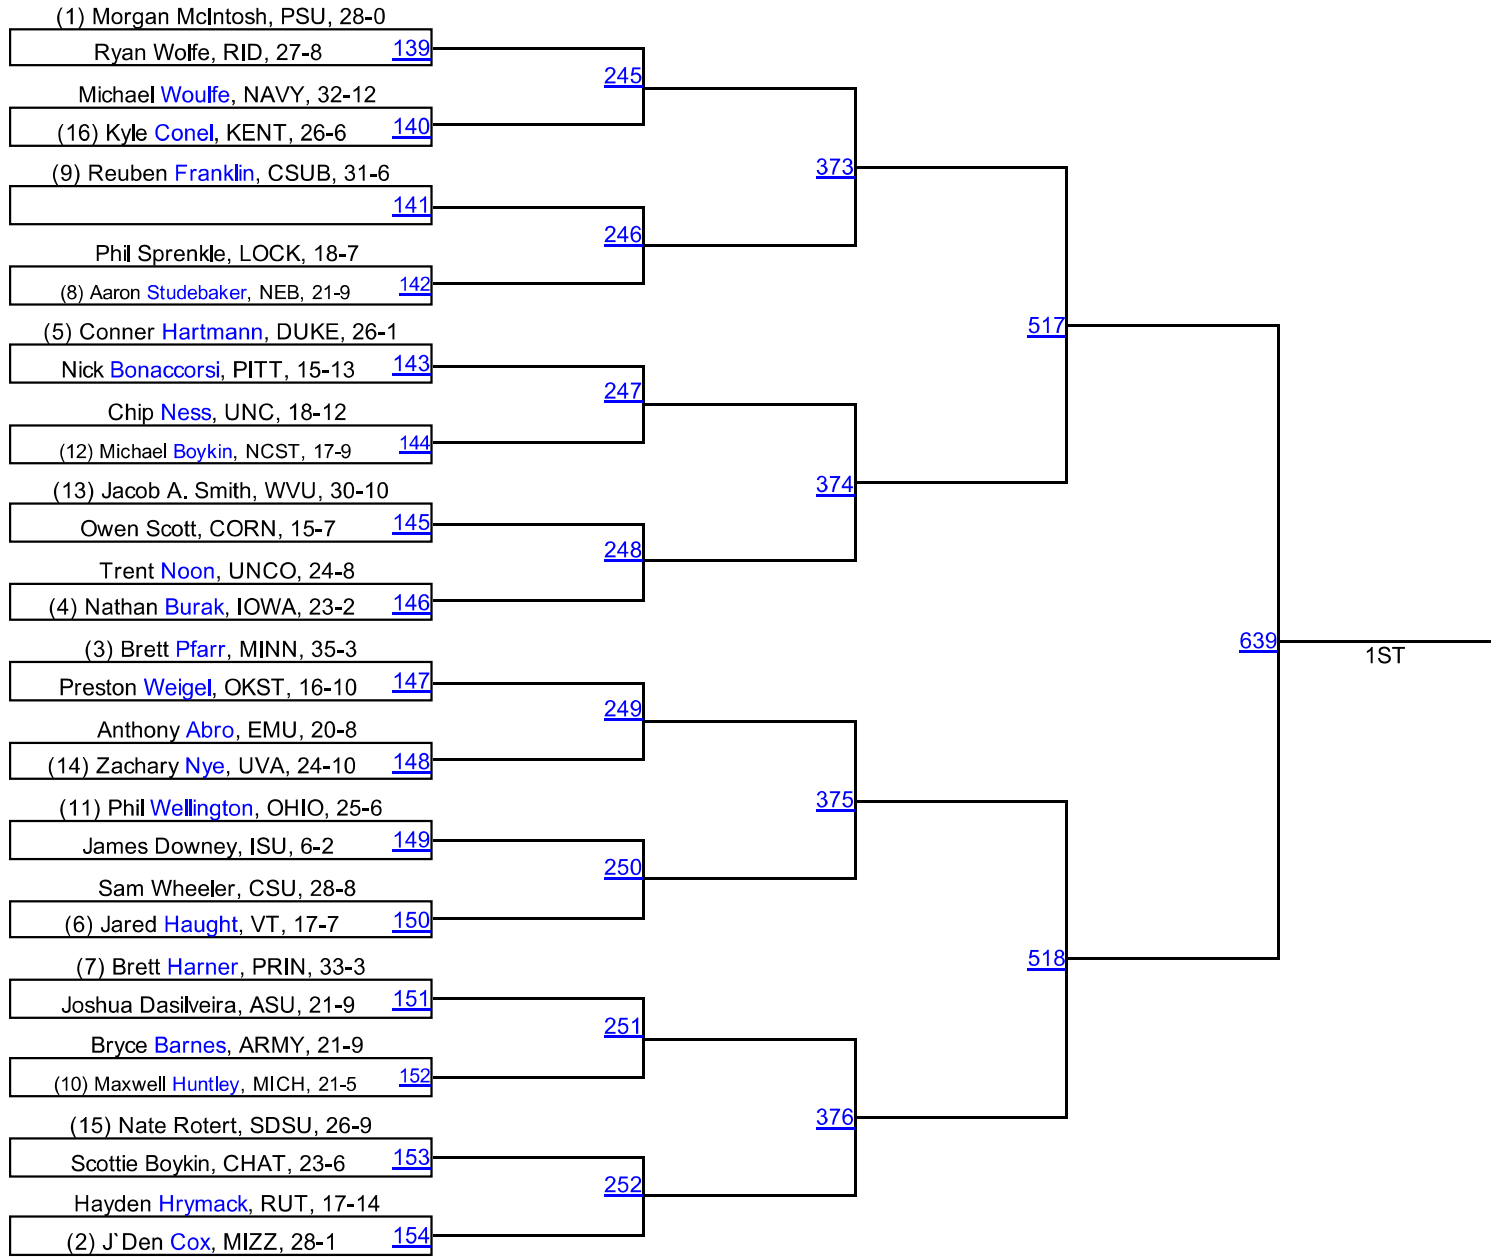 (1) Morgan McIntosh, PSU, 28-0
Ryan Wolfe, RID, 27-8 139
245
Michael Woulfe, NAVY, 32-12
(16) Kyle Conel, KENT, 26-6 140
373
(9) Reuben Franklin, CSUB, 31-6
141
246
Phil Sprenkle, LOCK, 18-7
(8) Aaron Studebaker, NEB, 21-9 142
517
(5) Conner Hartmann, DUKE, 26-1
Nick Bonaccorsi, PITT, 15-13 143
247
Chip Ness, UNC, 18-12
(12) Michael Boykin, NCST, 17-9 144
374
(13) Jacob A. Smith, WVU, 30-10
Owen Scott, CORN, 15-7 145
248
Trent Noon, UNCO, 24-8
(4) Nathan Burak, IOWA, 23-2 146
639
1ST
(3) Brett Pfarr, MINN, 35-3
Preston Weigel, OKST, 16-10 147
249
Anthony Abro, EMU, 20-8
(14) Zachary Nye, UVA, 24-10 148
375
(11) Phil Wellington, OHIO, 25-6
James Downey, ISU, 6-2 149
250
Sam Wheeler, CSU, 28-8
(6) Jared Haught, VT, 17-7 150
518
(7) Brett Harner, PRIN, 33-3
Joshua Dasilveira, ASU, 21-9 151
251
Bryce Barnes, ARMY, 21-9
(10) Maxwell Huntley, MICH, 21-5 152
376
(15) Nate Rotert, SDSU, 26-9
Scottie Boykin, CHAT, 23-6 153
252
Hayden Hrymack, RUT, 17-14
(2) J`Den Cox, MIZZ, 28-1 154